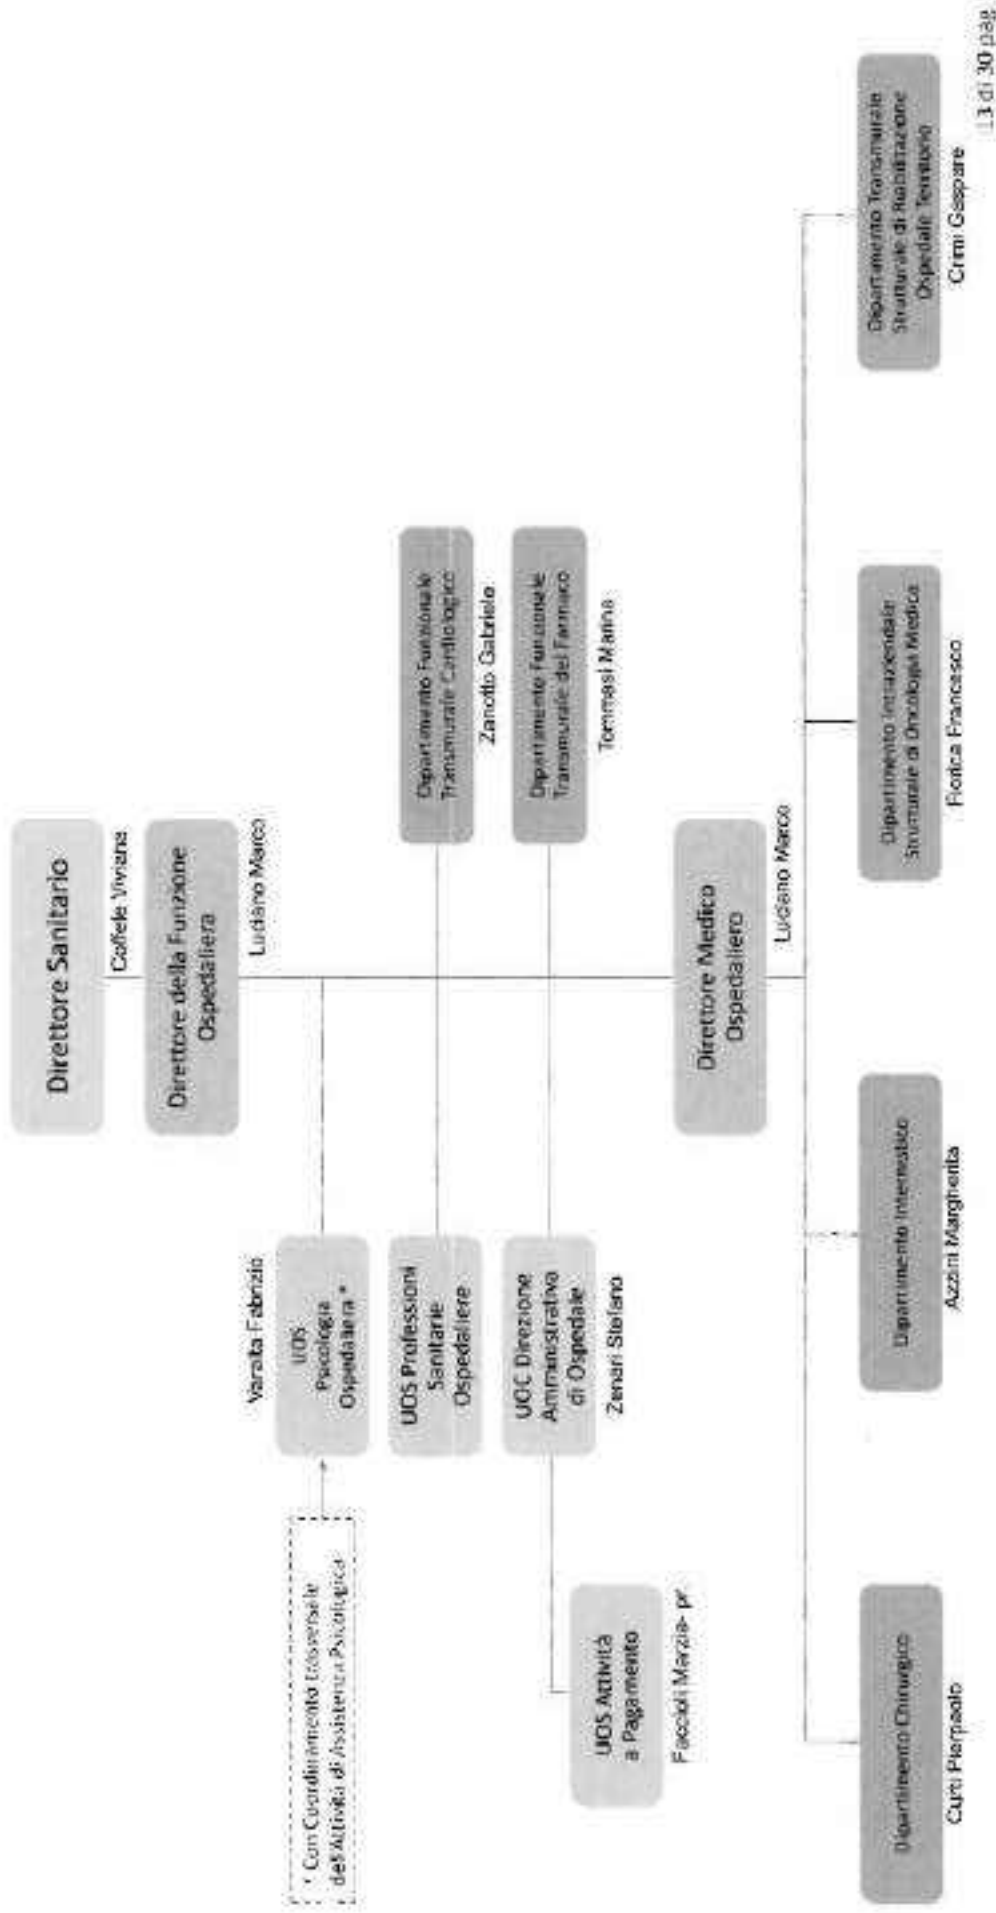 Direttore Sanitario
Coffele Viviana
Direttore della Funzione
Ospedaliera
Luciano Marco
Varalta Fabrizio
UOS
Psicologia
Ospedaliera *
* Con Coordinamento trasversale
dell'Attività di Assistenza Psicologica
UOS Professioni
Sanitarie
Ospedaliere
Dipartimento Funzionale
Transmurale Cardiologico
Zanotto Gabriele
UOC Direzione
Amministrativa
di Ospedale
Zenari Stefano
Dipartimento Funzionale
Transmurale del Farmaco
Tommasi Marina
UOS Attività
a Pagamento
Faccioli Marzia- pr
Direttore Medico
Ospedaliero
Luciano Marco
Dipartimento Chirurgico
Curti Pierpaolo
Dipartimento Internistico
Azzini Margherita
Dipartimento Intraziendale
Strutturale di Oncologia Medica
Fiorica Francesco
Dipartimento Transmurale
Strutturale di Riabilitazione
Ospedale Territorio
Crimi Gaspare
13 di 30 pag